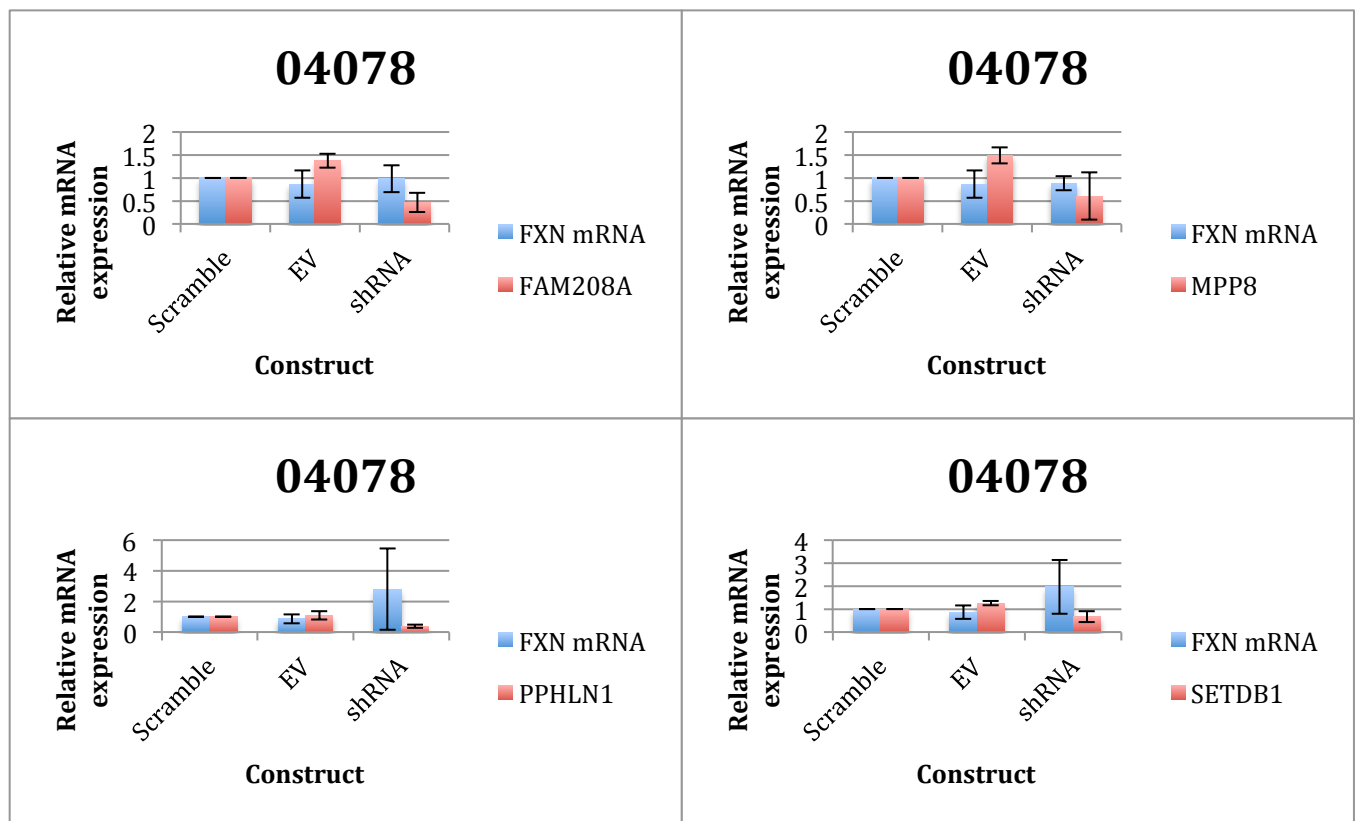 04078
Relative mRNA
expression
2
1.5
1
0.5
0
Scramble
EV
shRNA
Construct
FXN mRNA
FAM208A
04078
Relative mRNA
expression
2
1.5
1
0.5
0
Scramble
EV
shRNA
Construct
FXN mRNA
MPP8
04078
Relative mRNA
expression
6
4
2
0
Scramble
EV
shRNA
Construct
FXN mRNA
PPHLN1
04078
Relative mRNA
expression
4
3
2
1
0
Scramble
EV
shRNA
Construct
FXN mRNA
SETDB1